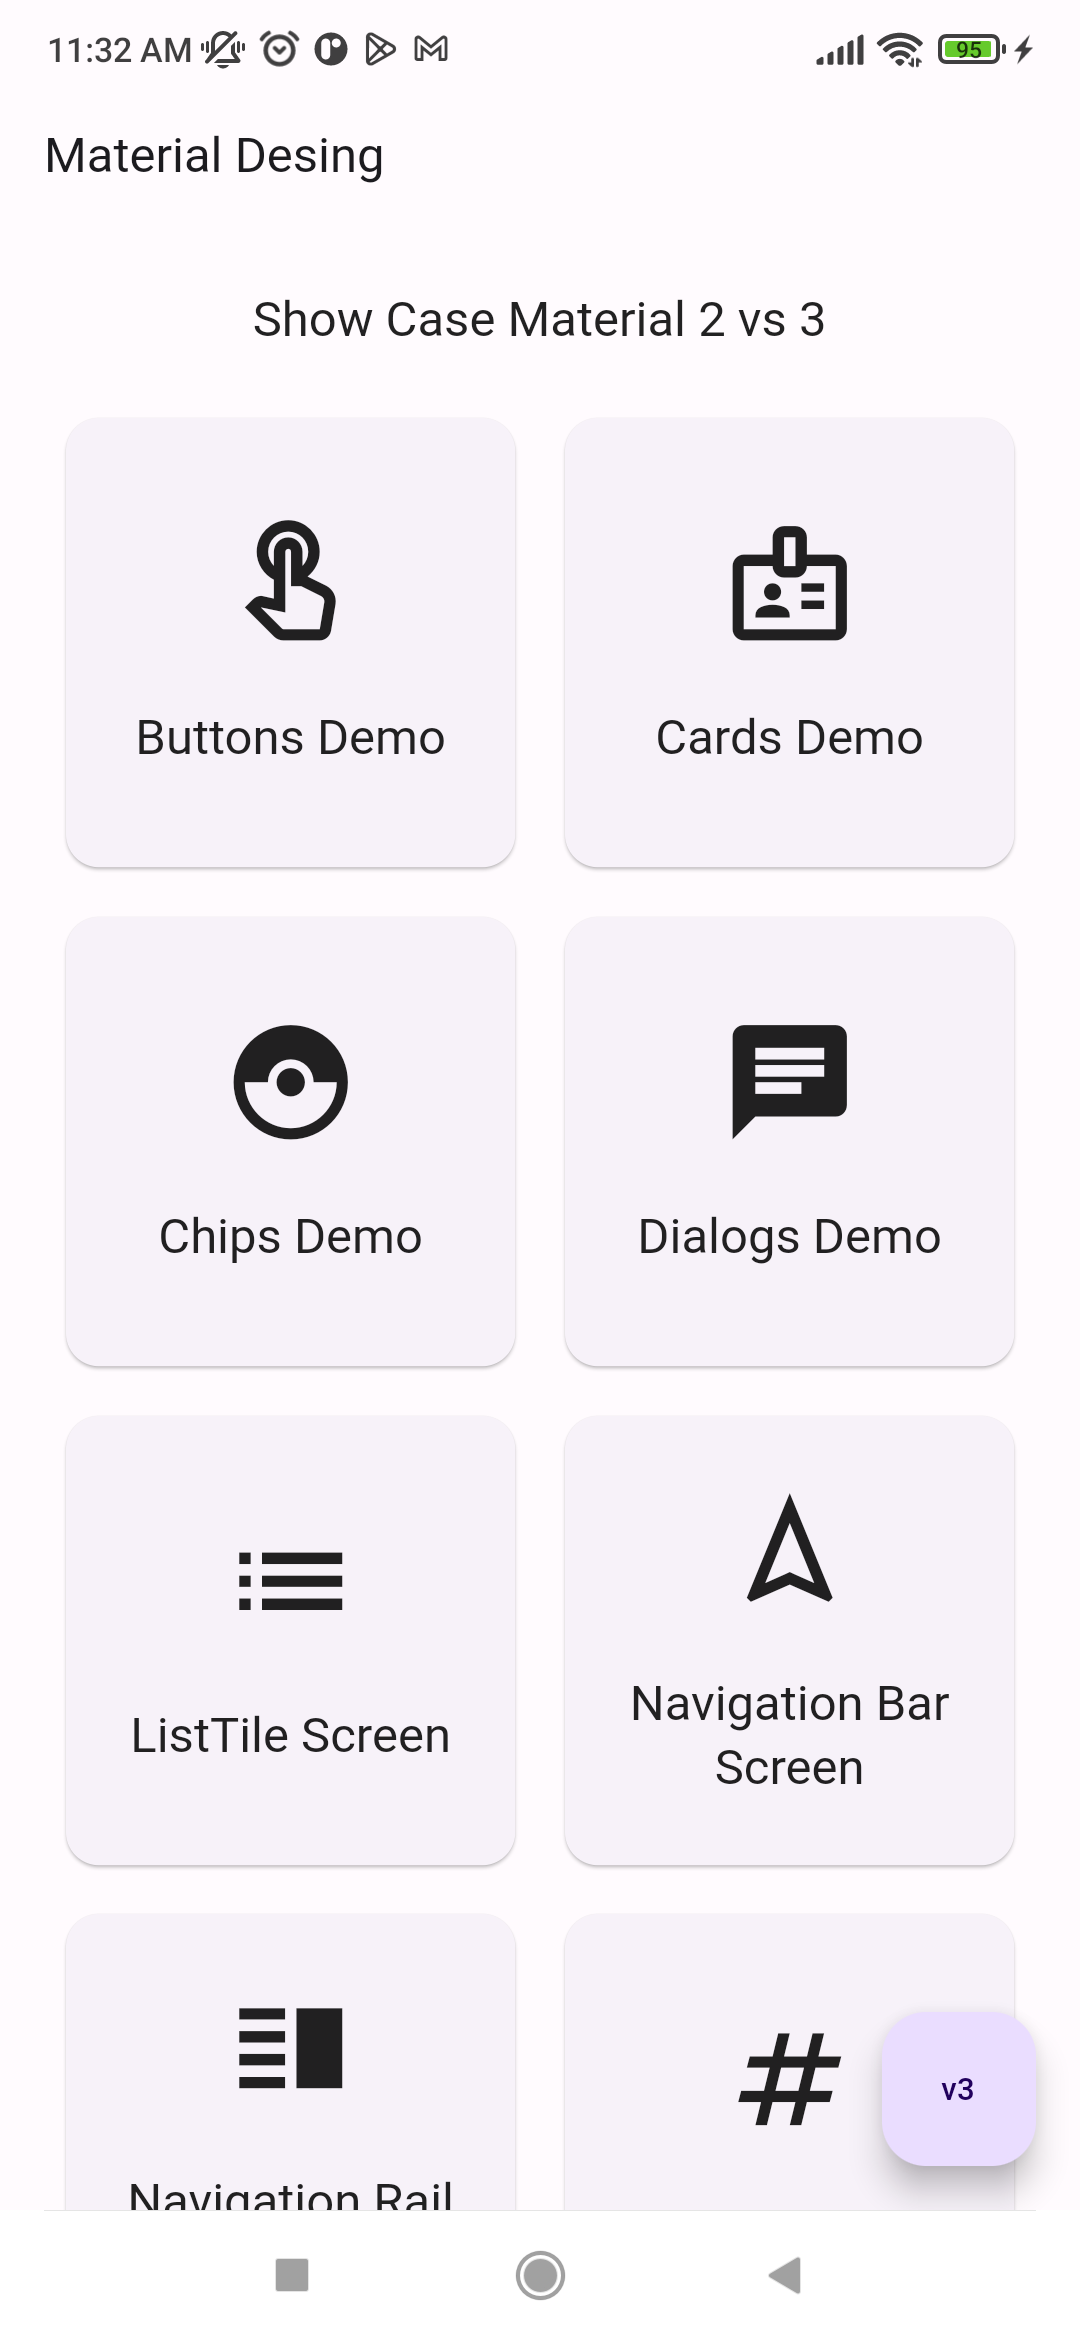 11:32 AM
95
Material Desing
Show Case Material 2 vs 3
Buttons Demo
Cards Demo
Chips Demo
Dialogs Demo
ListTile Screen
Navigation Bar
Screen
Navigation Rail
#
v3